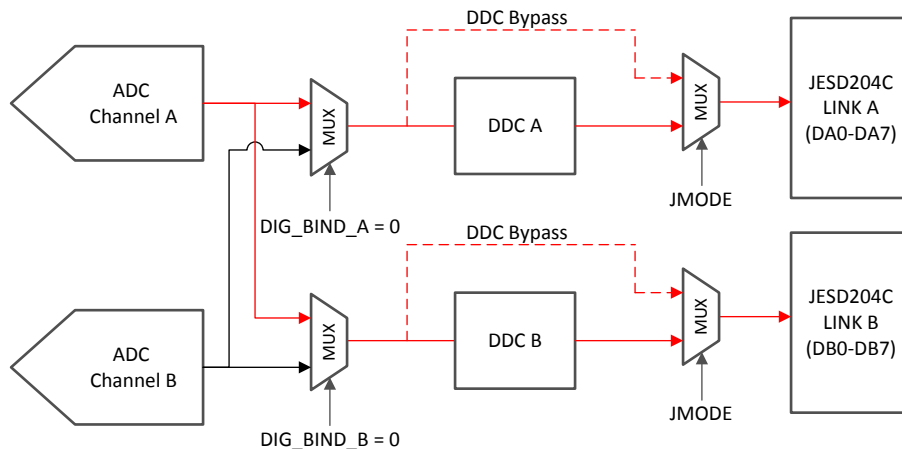 DDC Bypass
ADC
Channel A
MUX
DDC A
MUX
JESD204C
LINK A
(DA0-DA7)
DIG_BIND_A = 0
JMODE
DDC Bypass
ADC
Channel B
MUX
DDC B
MUX
JESD204C
LINK B
(DB0-DB7)
DIG_BIND_B = 0
JMODE